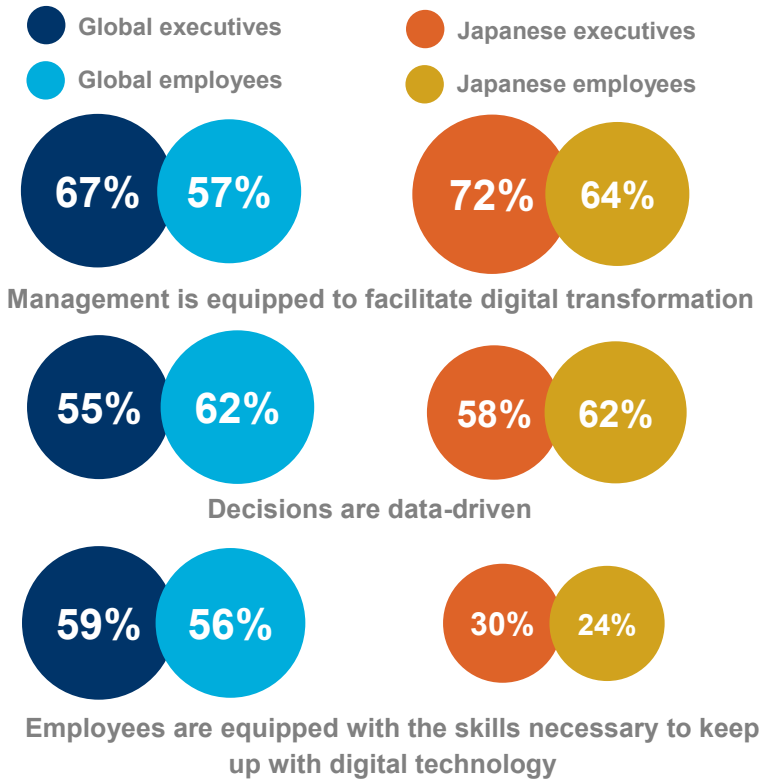 Global executives
Japanese executives
Global employees
Japanese employees
67% 57% 72% 64%
Management is equipped to facilitate digital transformation
55% 62% 58% 62%
Decisions are data-driven
59% 56% 30% 24%
Employees are equipped with the skills necessary to keep
up with digital technology